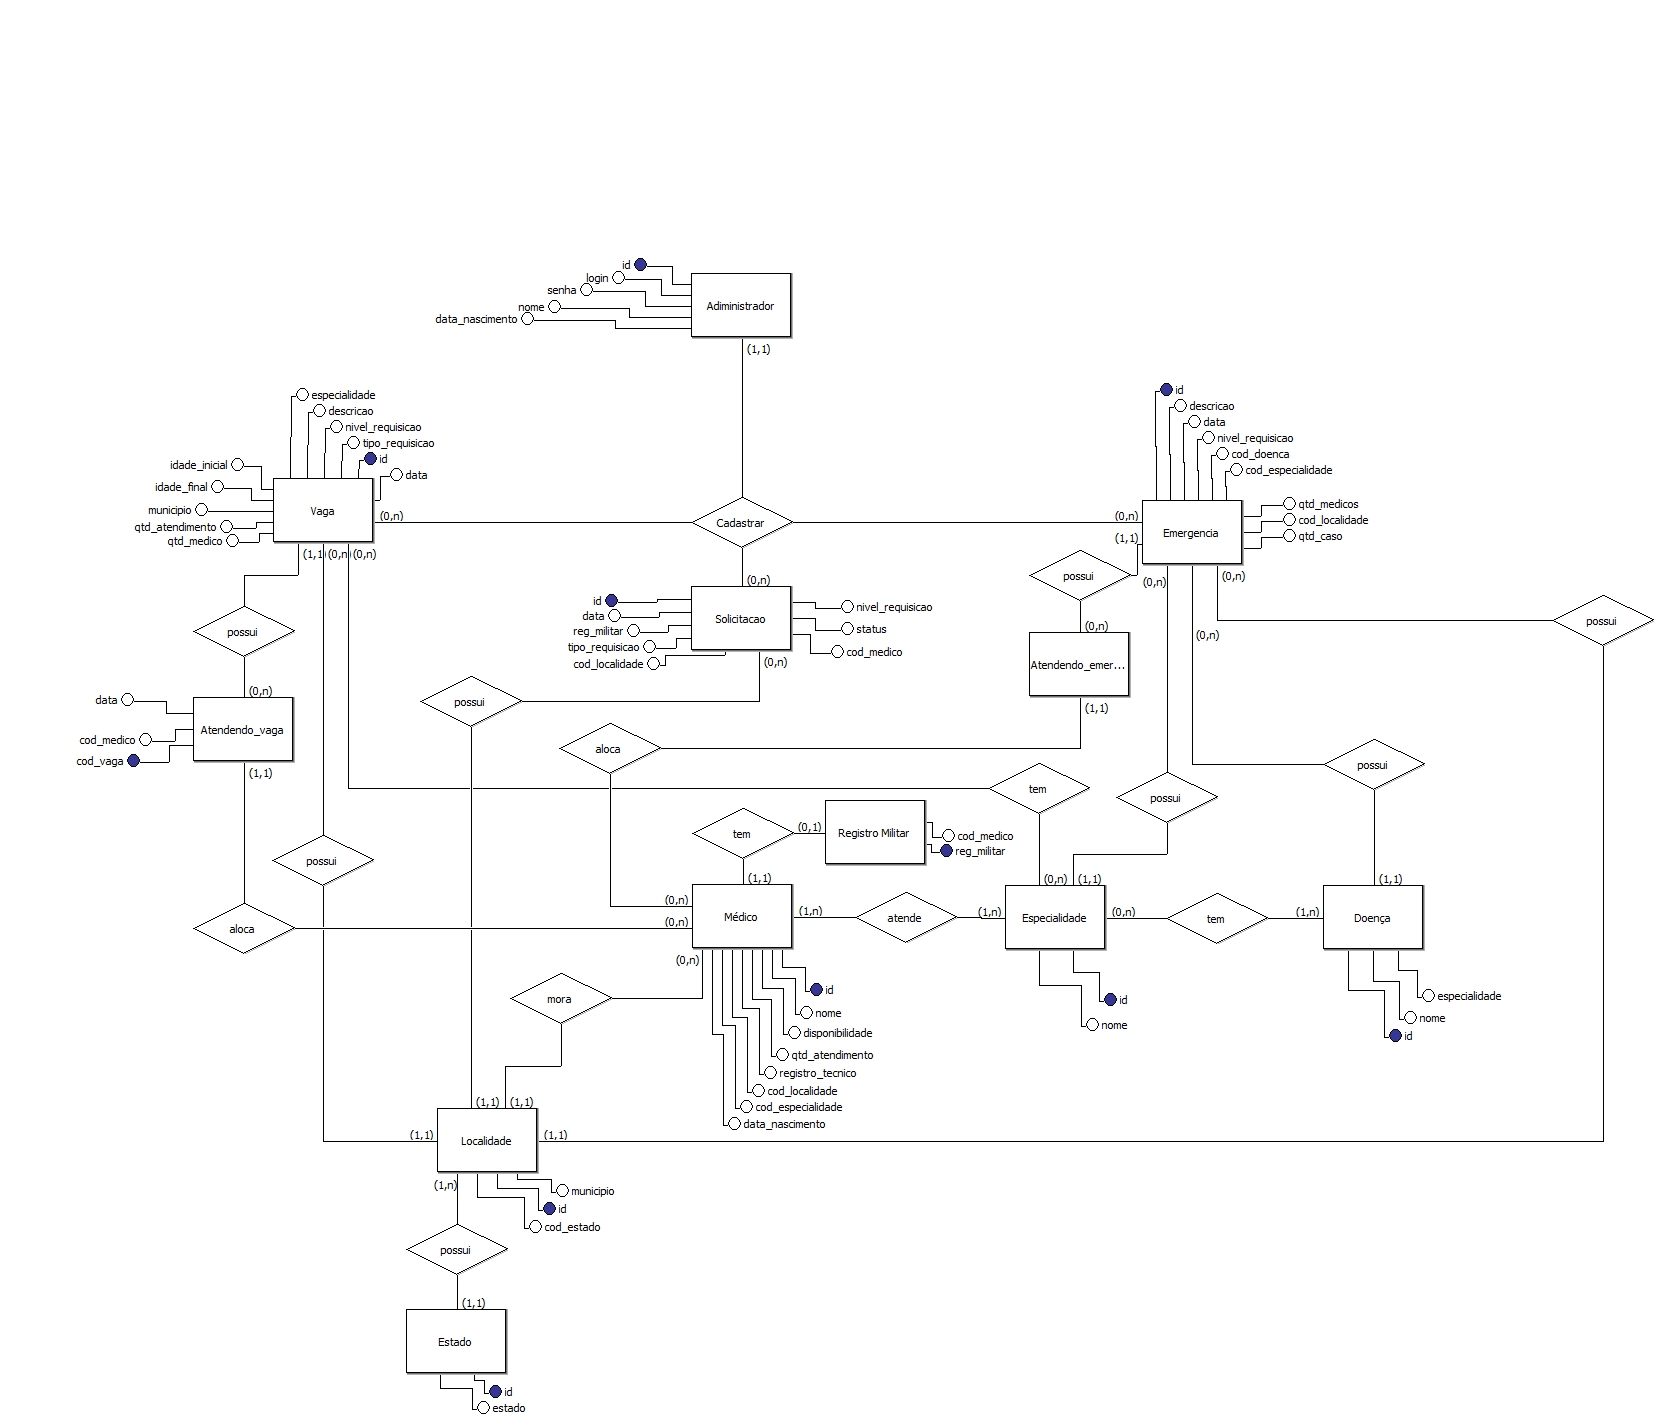 id
login
senha
nome
data_nascimento
Adiministrador
(1,1)
especialidade
descricao
nivel_requisicao
tipo_requisicao
id
data
idade_inicial
idade_final
municipio
qtd_atendimento
qtd_medico
Vaga
(0,n)
(1,1)
(0,n)
(0,n)
Cadastrar
id
descricao
data
nivel_requisicao
cod_doenca
cod_especialidade
qtd_medicos
cod_localidade
qtd_caso
Emergencia
(0,n)
(1,1)
(0,n)
(0,n)
(0,n)
possui
possui
possui
(0,n)
id
data
reg_militar
tipo_requisicao
cod_localidade
Solicitacao
nivel_requisicao
status
cod_medico
(0,n)
(0,n)
Atendendo_emer...
(1,1)
(0,n)
data
cod_medico
cod_vaga
Atendendo_vaga
(1,1)
possui
aloca
possui
possui
tem
possui
tem
(0,1)
Registro Militar
cod_medico
reg_militar
possui
(1,1)
(0,n)
(1,1)
(1,1)
(0,n)
(0,n)
Médico
(1,n)
atende
(1,n)
Especialidade
(0,n)
tem
(1,n)
Doença
aloca
(0,n)
mora
id
nome
disponibilidade
qtd_atendimento
registro_tecnico
cod_localidade
cod_especialidade
data_nascimento
id
nome
especialidade
nome
id
(1,1)
(1,1)
(1,1)
Localidade
(1,1)
(1,n)
municipio
id
cod_estado
possui
(1,1)
Estado
id
estado